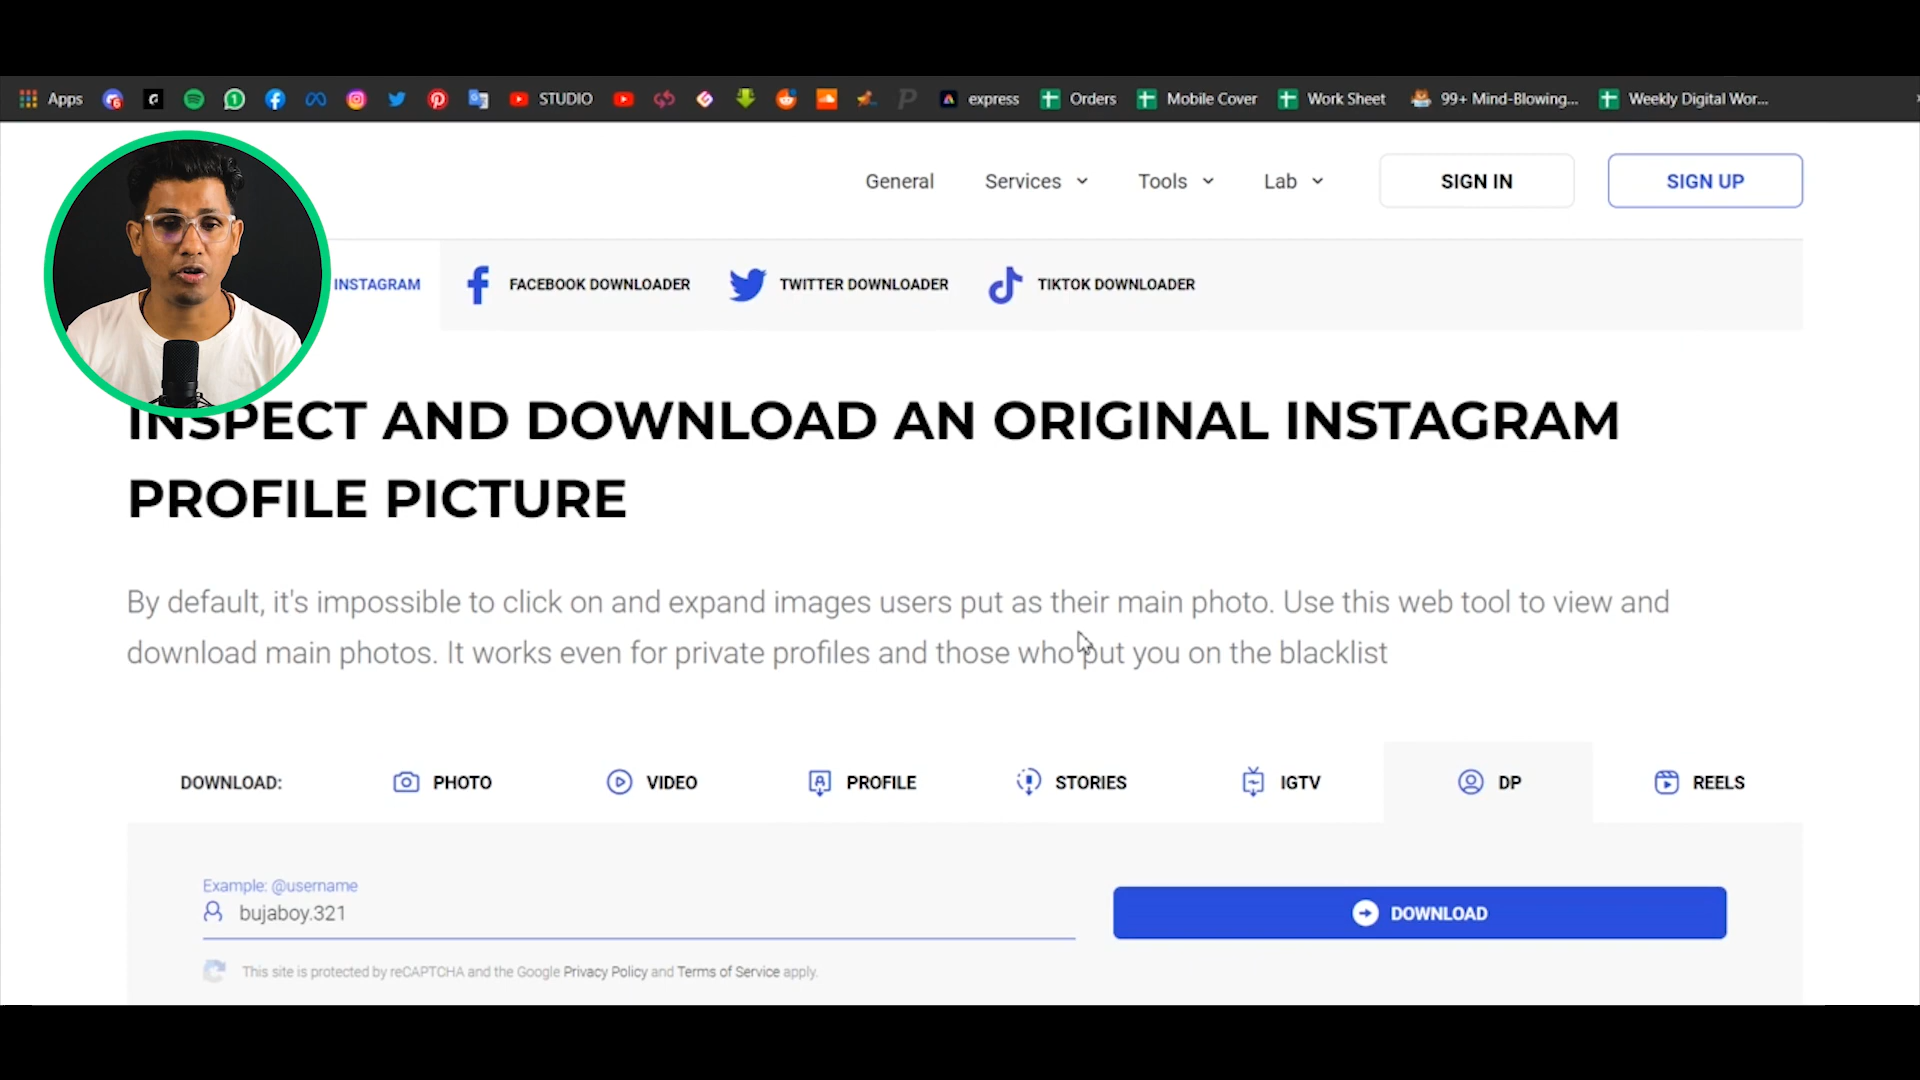 Apps STUDIO express Orders Mobile Cover Work Sheet 99+ Mind-Blowing... Weekly Digital Wor...
General Services Tools Lab SIGN IN SIGN UP
INSTAGRAM FACEBOOK DOWNLOADER TWITTER DOWNLOADER TIKTOK DOWNLOADER
INSPECT AND DOWNLOAD AN ORIGINAL INSTAGRAM
PROFILE PICTURE
By default, it's impossible to click on and expand images users put as their main photo. Use this web tool to view and
download main photos. It works even for private profiles and those who put you on the blacklist
DOWNLOAD: PHOTO VIDEO PROFILE STORIES IGTV DP REELS
Example: @username
bujaboy.321 DOWNLOAD
This site is protected by reCAPTCHA and the Google Privacy Policy and Terms of Service apply.